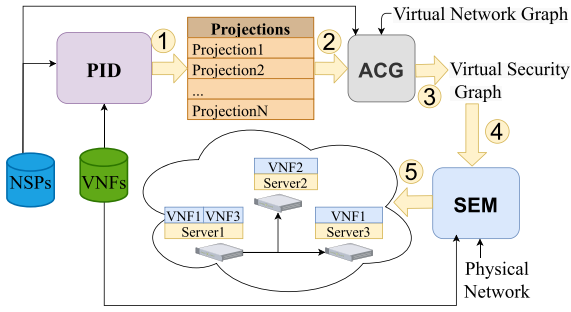 Virtual Network Graph
1
Projections
2
PID
Projection1
Projection2
...
ProjectionN
ACG
3
Virtual Security
Graph
4
NSPs
VNFs
VNF2
Server2
5
VNF1 VNF3
Server1
VNF1
Server3
SEM
Physical
Network